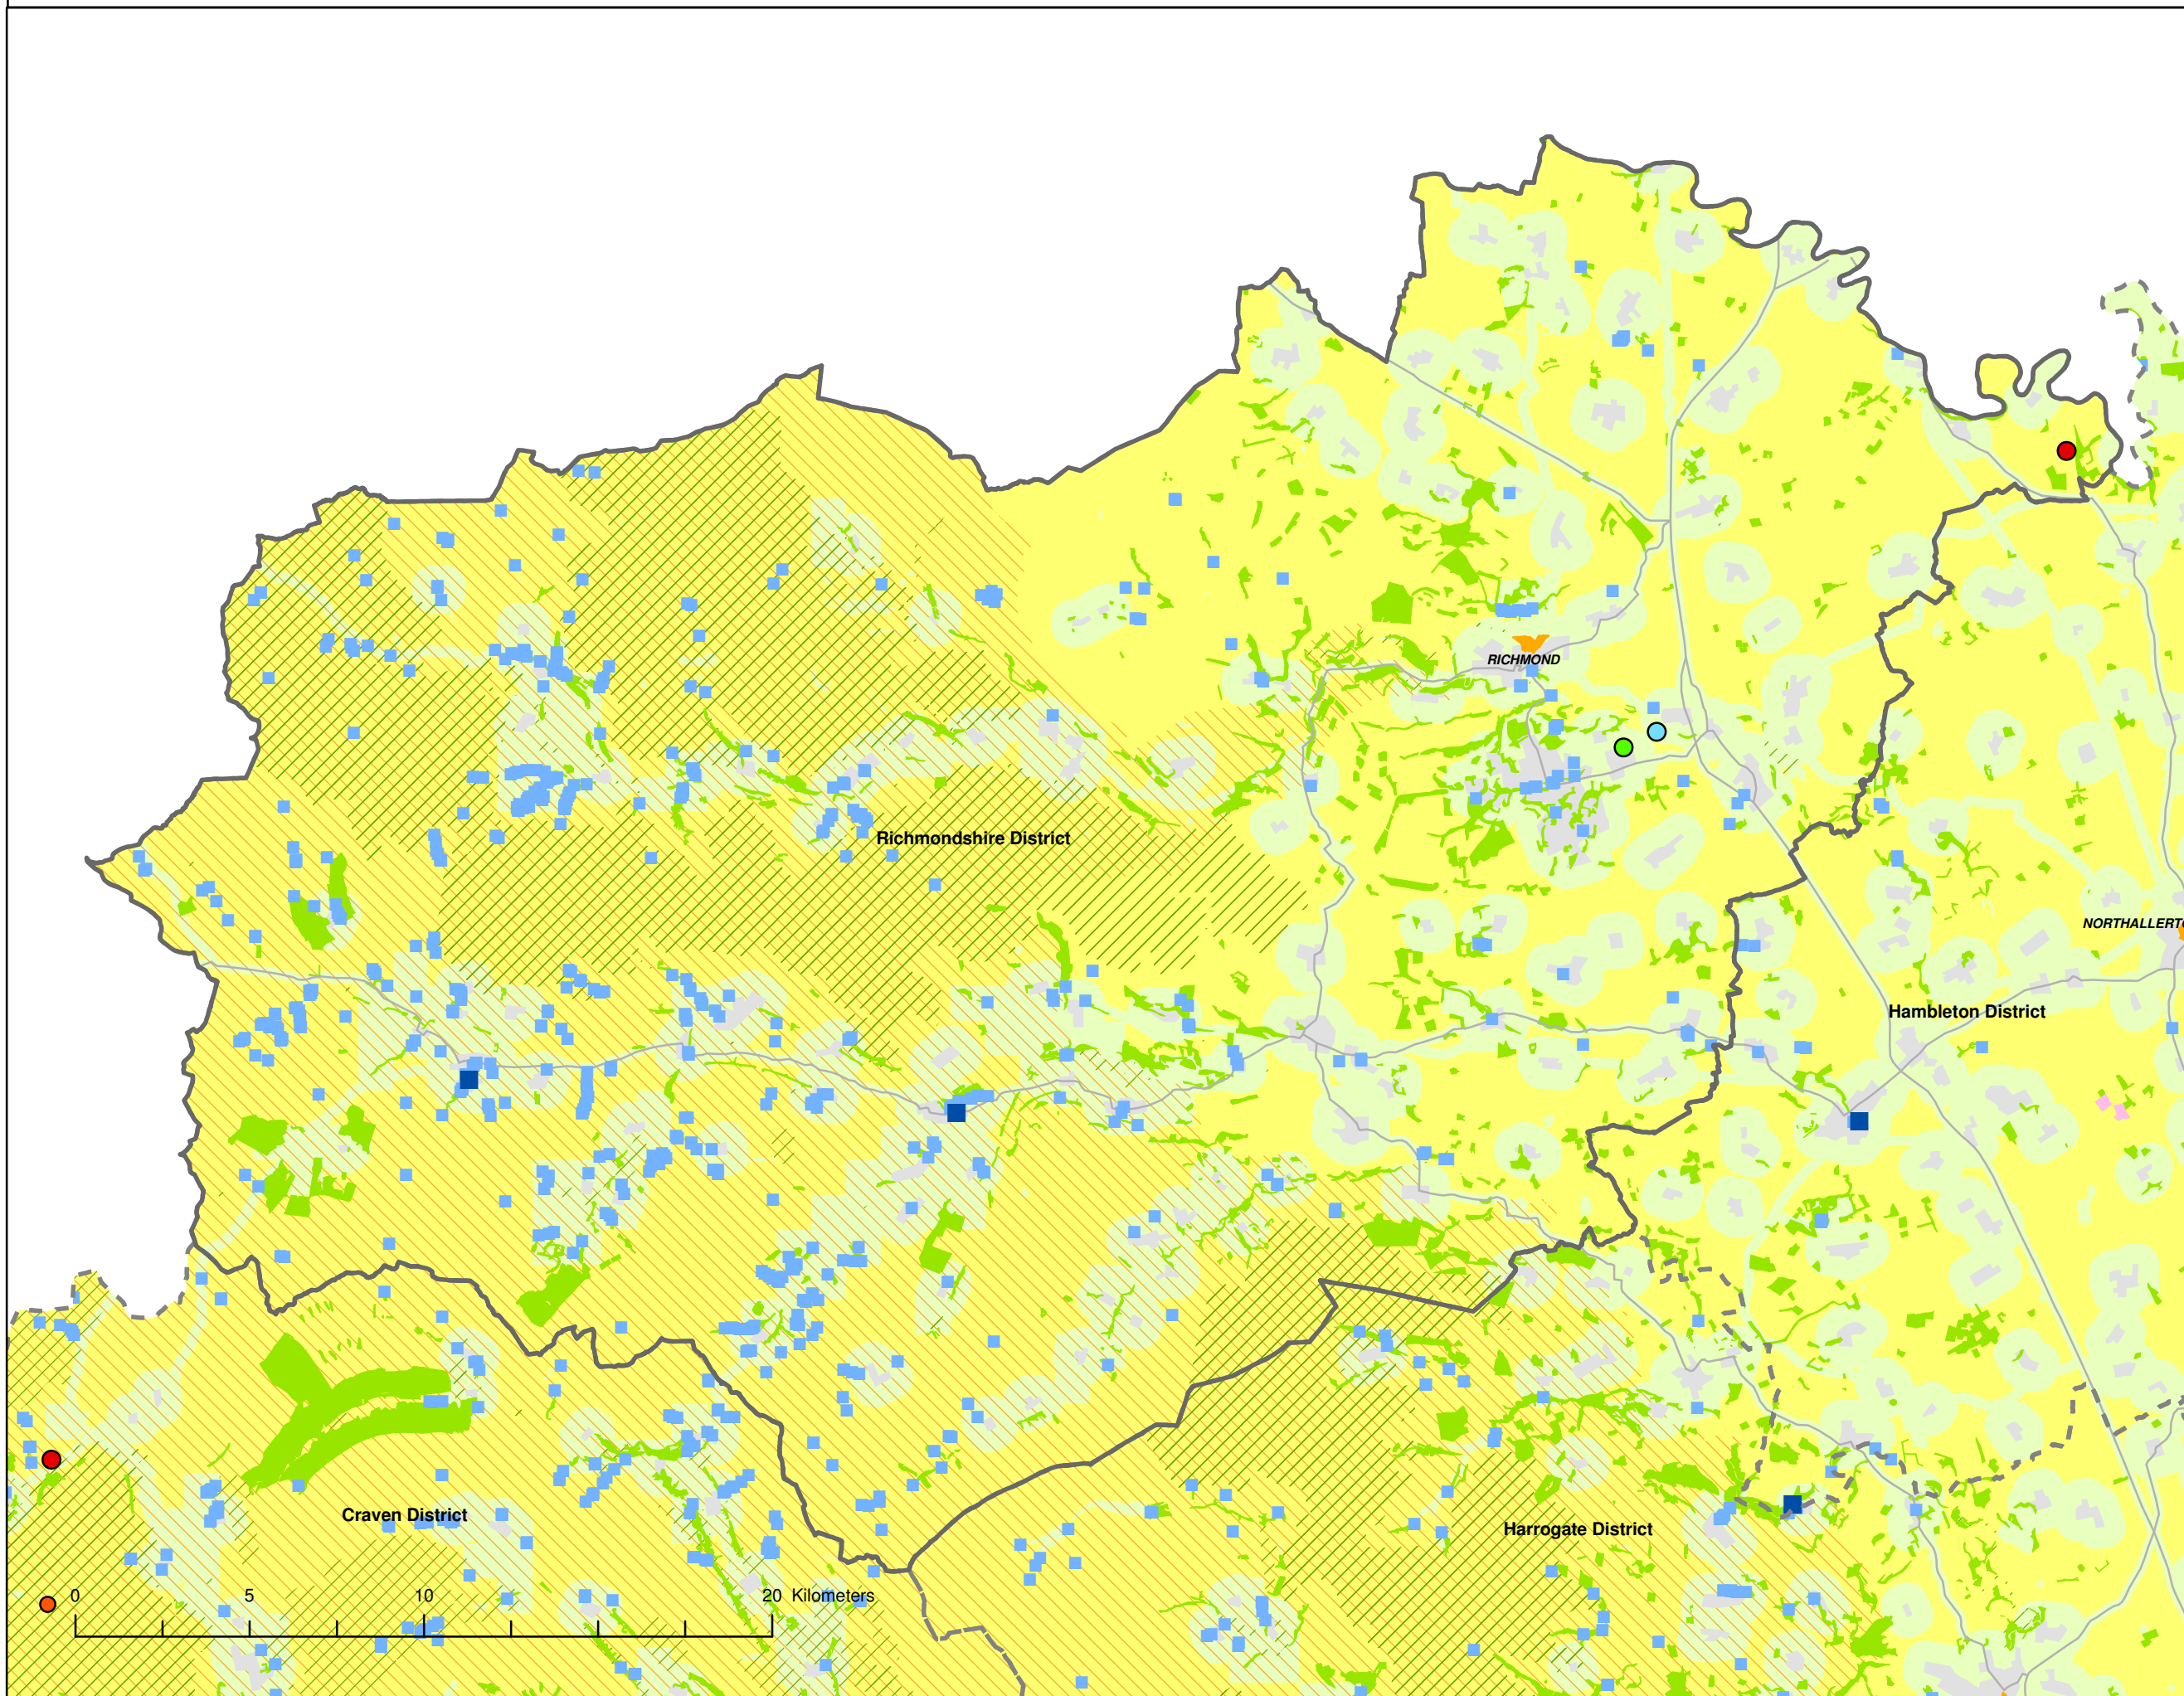 RICHMOND
Richmondshire District
NORTHALLERT
Hambleton District
Craven District
Harrogate District
0 5 10 20 Kilometers